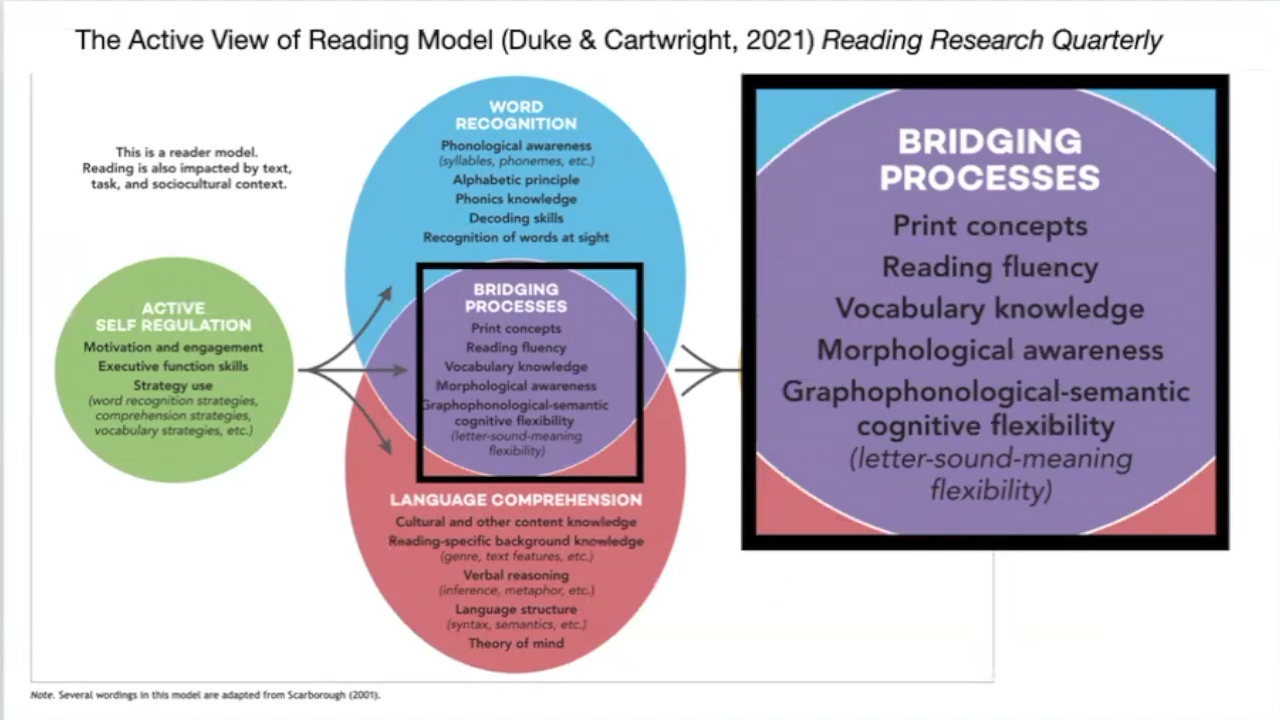 The Active View of Reading Model (Duke & Cartwright, 2021) Reading Research Quarterly
This is a reader model.
Reading is also impacted by text,
task, and sociocultural context.
ACTIVE
SELF REGULATION
Motivation and engagement
Executive function skills
Strategy use
(word recognition strategies,
comprehension strategies,
vocabulary strategies, etc.)
WORD
RECOGNITION
Phonological awareness
(syllables, phonemes, etc.)
Alphabetic principle
Phonics knowledge
Decoding skills
Recognition of words at sight
BRIDGING
PROCESSES
Print concepts
Reading fluency
Vocabulary knowledge
Morphological awareness
Graphophonological-semantic
cognitive flexibility
(letter-sound-meaning
flexibility)
LANGUAGE COMPREHENSION
Cultural and other content knowledge
Reading-specific background knowledge
(genre, text features, etc.)
Verbal reasoning
(inference, metaphor, etc.)
Language structure
(syntax, semantics, etc.)
Theory of mind
BRIDGING
PROCESSES
Print concepts
Reading fluency
Vocabulary knowledge
Morphological awareness
Graphophonological-semantic
cognitive flexibility
(letter-sound-meaning
flexibility)
Note. Several wordings in this model are adapted from Scarborough (2001).